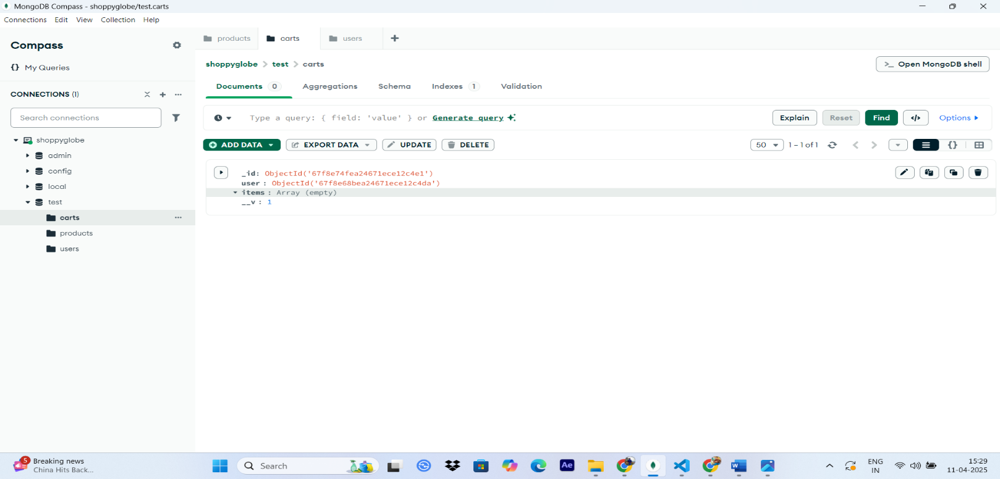 MongoDB Compass - shoppyglobe/test.carts
Connections Edit View Collection Help
Compass
{} My Queries
CONNECTIONS (1)
Search connections
shoppyglobe
admin
config
local
test
carts
products
users
products carts users
shoppyglobe > test > carts
>_ Open MongoDB shell
Documents 0 Aggregations Schema Indexes 1 Validation
Type a query: { field: 'value' } or Generate query
Explain Reset Find </> Options
ADD DATA EXPORT DATA UPDATE DELETE
50 1 – 1 of 1 {}
_id: ObjectId('67f8e74fea24671ece12c4e1')
user : ObjectId('67f8e68bea24671ece12c4da')
items : Array (empty)
__v : 1
5 Breaking news
China Hits Back...
Search
Ae
W
ENG
IN
15:29
11-04-2025